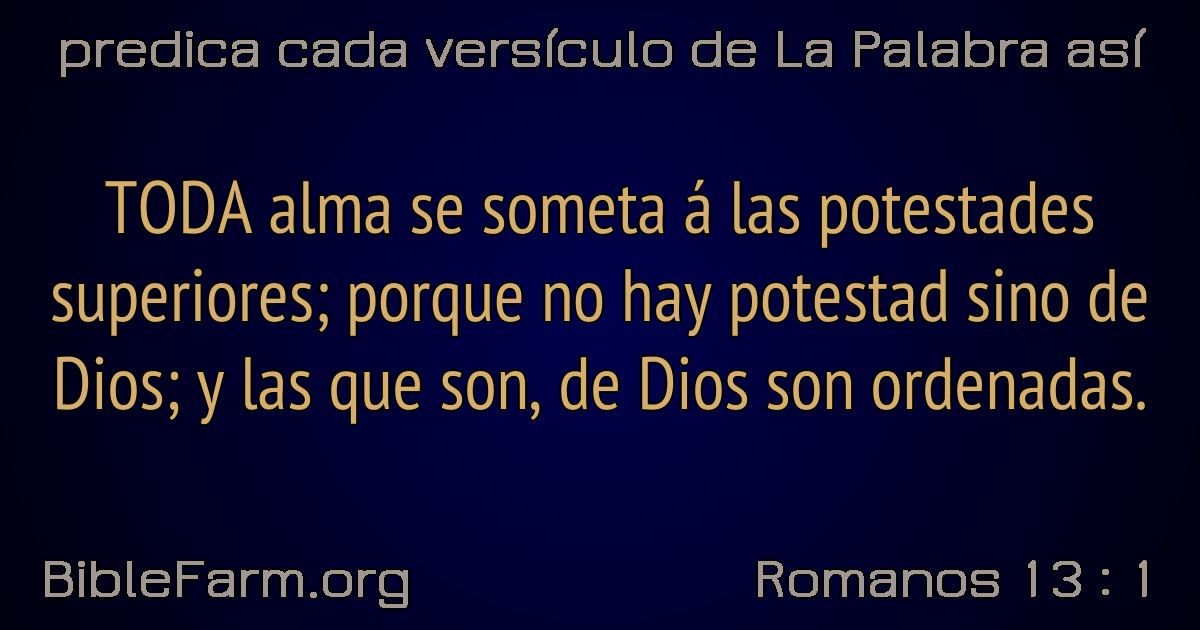 predica cada versículo de La Palabra así
TODA alma se someta á las potestades
superiores; porque no hay potestad sino de
Dios; y las que son, de Dios son ordenadas.
BibleFarm.org
Romanos 13 : 1